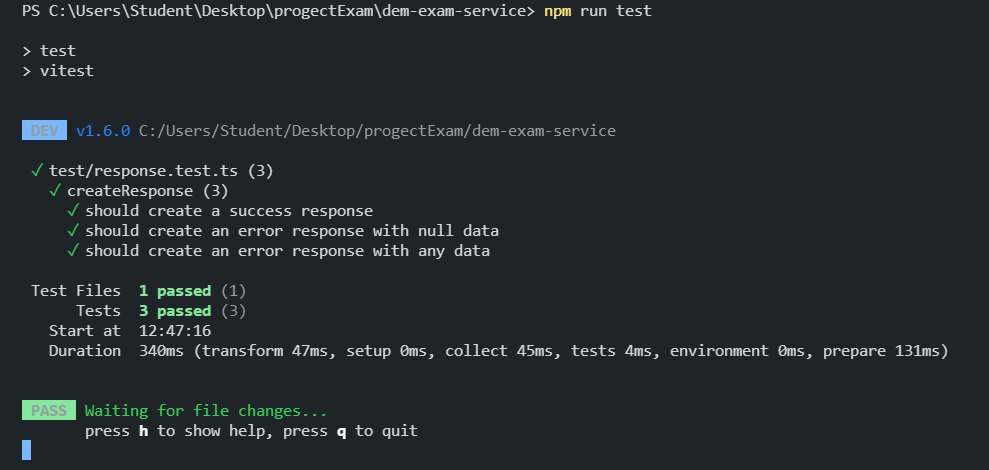 PS C:\Users\Student\Desktop\progectExam\dem-exam-service> npm run test
> test
> vitest
DEV v1.6.0 C:/Users/Student/Desktop/progectExam/dem-exam-service
✓ test/response.test.ts (3)
✓ createResponse (3)
✓ should create a success response
✓ should create an error response with null data
✓ should create an error response with any data
Test Files 1 passed (1)
Tests 3 passed (3)
Start at 12:47:16
Duration 340ms (transform 47ms, setup 0ms, collect 45ms, tests 4ms, environment 0ms, prepare 131ms)
PASS Waiting for file changes...
press h to show help, press q to quit